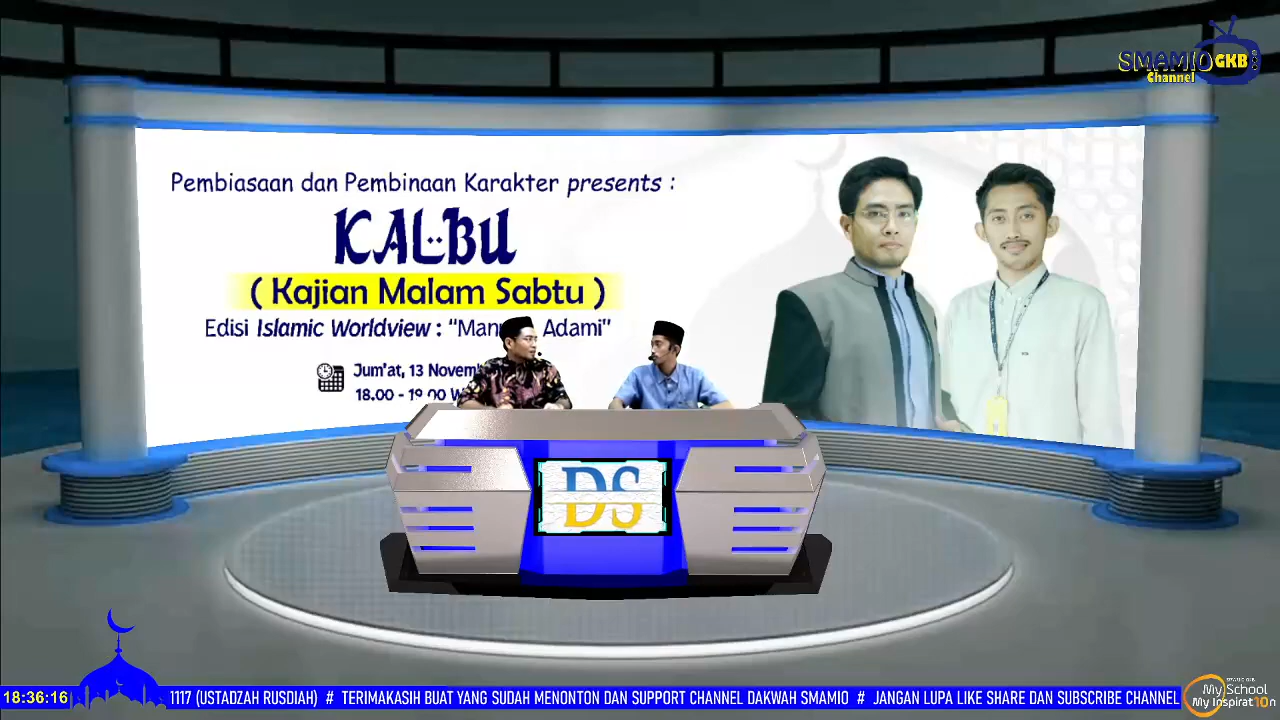 SMAMIO GKB
Channel
Pembiasaan dan Pembinaan Karakter presents :
KALBU
( Kajian Malam Sabtu )
Edisi Islamic Worldview : “ Adami”
Jum'at, 13
18.00 - 19.00
DS
18:36:16
1117 (USTADZAH RUSDIAH) # TERIMAKASIH BUAT YANG SUDAH MENONTON DAN SUPPORT CHANNEL DAKWAH SMAMIO # JANGAN LUPA LIKE SHARE DAN SUBSCRIBE CHANNEL
My School
My Inspirat10n